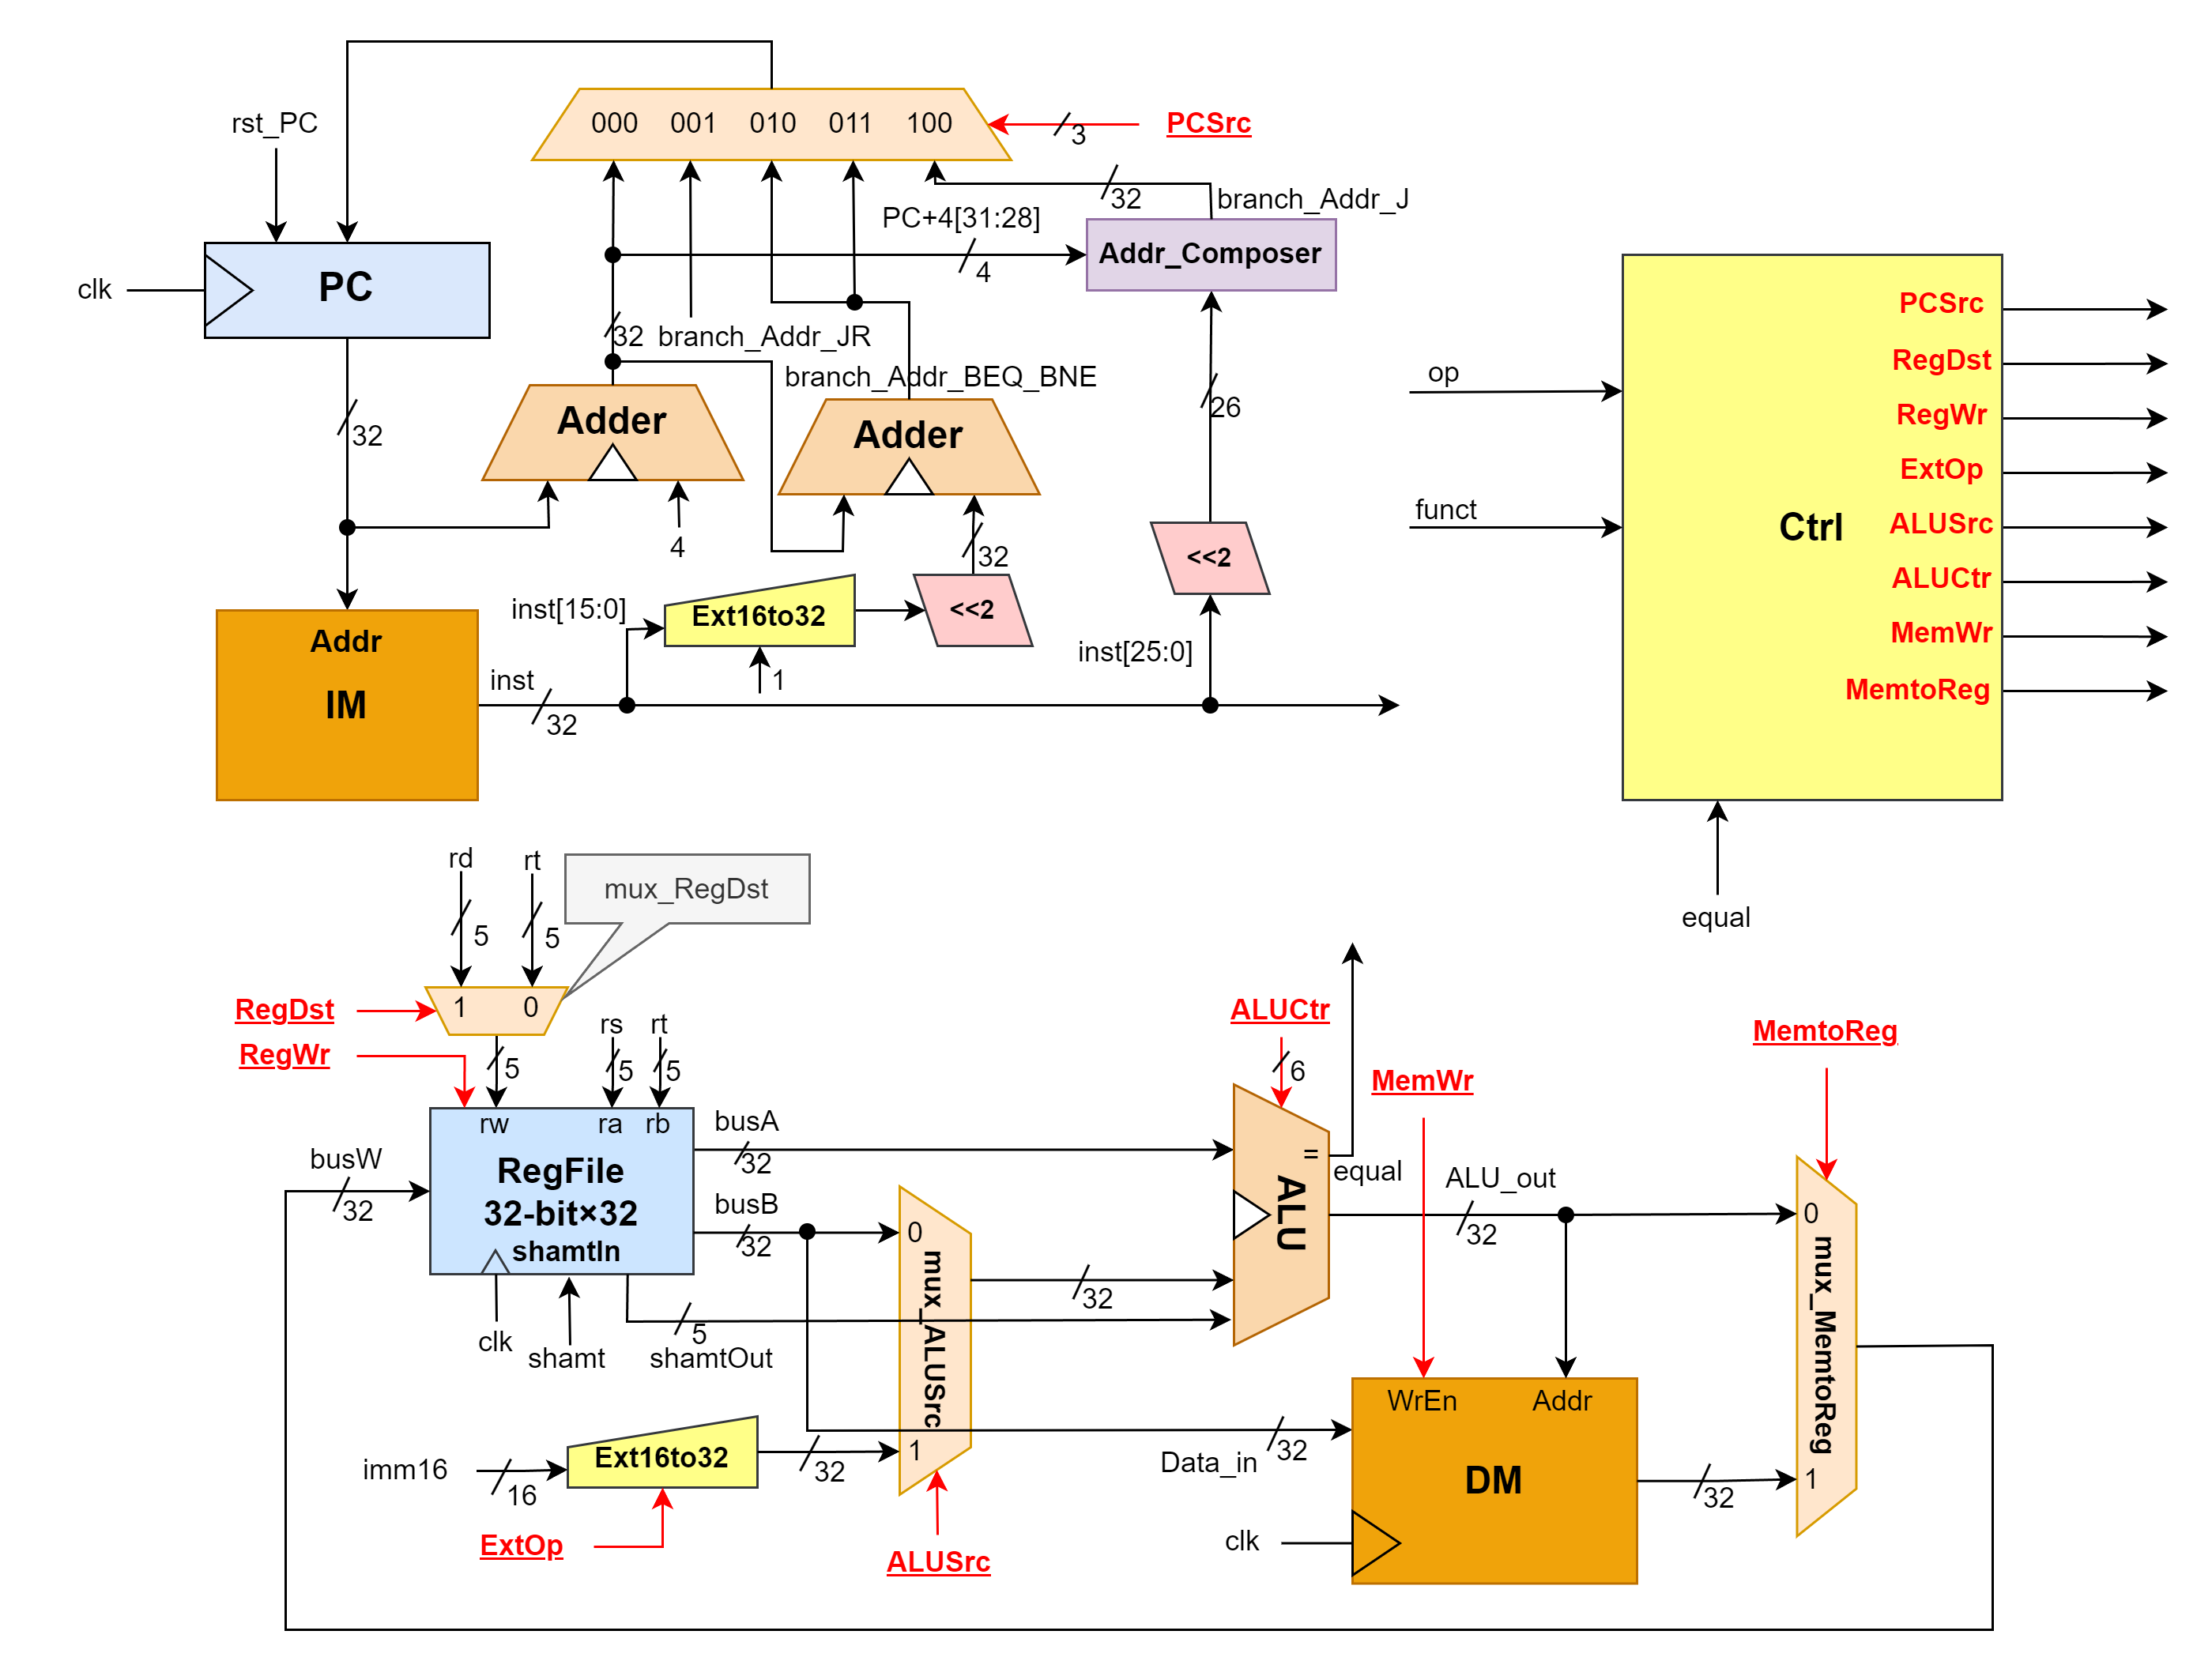 rst_PC
000 001 010 011 100
PCSrc
3
32
branch_Addr_J
PC+4[31:28]
4
Addr_Composer
PC
clk
32
branch_Addr_JR
branch_Addr_BEQ_BNE
Adder
Adder
32
26
4
32
<<2
inst[15:0]
Ext16to32
<<2
1
inst[25:0]
Addr
IM
inst
32
op
funct
Ctrl
PCSrc
RegDst
RegWr
ExtOp
ALUSrc
ALUCtr
MemWr
MemtoReg
equal
rd
rt
5
5
mux_RegDst
1 0
RegDst
RegWr
5
rs
rt
5
5
rw ra rb
RegFile
32-bit×32
shamtIn
busW
32
busA
32
busB
32
clk
shamt
5
shamtOut
imm16
16
Ext16to32
32
ExtOp
0
mux_ALUSrc
1
ALUSrc
32
ALUCtr
6
=
ALU
equal
ALU_out
32
MemWr
WrEn Addr
DM
Data_in
32
clk
32
MemtoReg
0
mux_MemtoReg
1